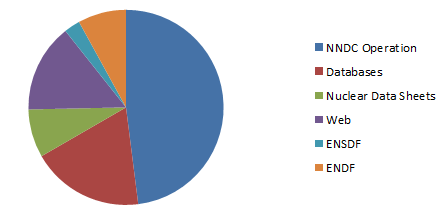 NNDC Operation
Databases
Nuclear Data Sheets
Web
ENSDF
ENDF